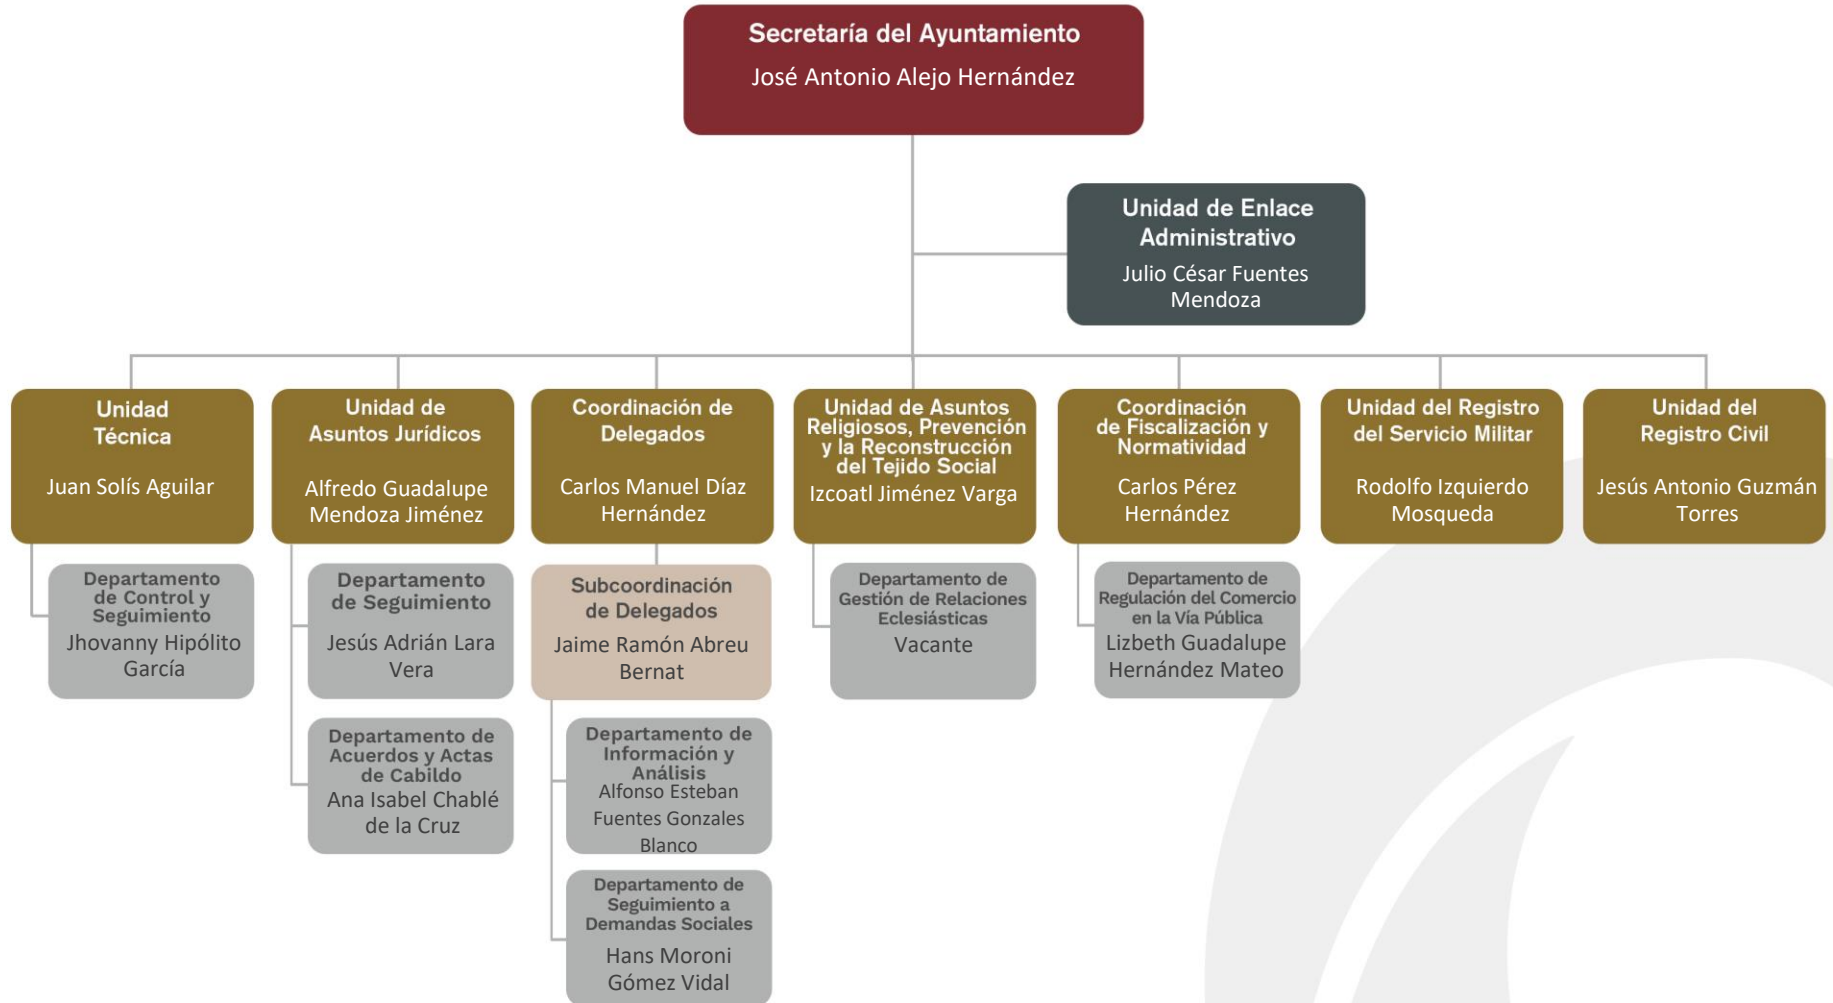 Secretaría del Ayuntamiento
José Antonio Alejo Hernández
Unidad de Enlace
Administrativo
Julio César Fuentes
Mendoza
Unidad
Técnica
Juan Solís Aguilar
Unidad de
Asuntos Jurídicos
Alfredo Guadalupe
Mendoza Jiménez
Coordinación de
Delegados
Carlos Manuel Díaz
Hernández
Unidad de Asuntos
Religiosos, Prevención
y la Reconstrucción
del Tejido Social
Izcoatl Jiménez Varga
Coordinación
de Fiscalización y
Normatividad
Carlos Pérez
Hernández
Unidad del Registro
del Servicio Militar
Rodolfo Izquierdo
Mosqueda
Unidad del
Registro Civil
Jesús Antonio Guzmán
Torres
Departamento
de Control y
Seguimiento
Jhovanny Hipólito
García
Departamento
de Seguimiento
Jesús Adrián Lara
Vera
Subcoordinación
de Delegados
Jaime Ramón Abreu
Bernat
Departamento de
Gestión de Relaciones
Eclesiásticas
Vacante
Departamento de
Regulación del Comercio
en la Vía Pública
Lizbeth Guadalupe
Hernández Mateo
Departamento de
Acuerdos y Actas
de Cabildo
Ana Isabel Chablé
de la Cruz
Departamento de
Información y
Análisis
Alfonso Esteban
Fuentes Gonzales
Blanco
Departamento de
Seguimiento a
Demandas Sociales
Hans Moroni
Gómez Vidal